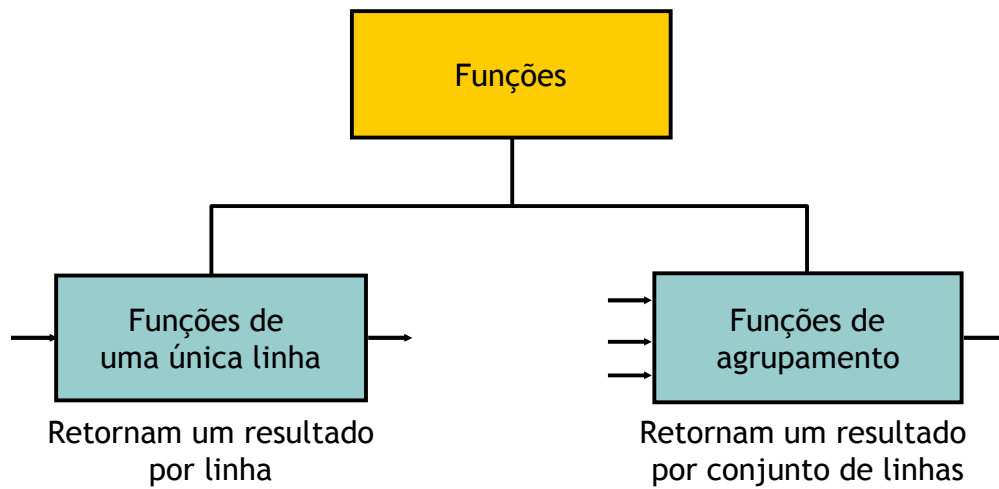 Funções
Funções de
uma única linha
Retornam um resultado
por linha
Funções de
agrupamento
Retornam um resultado
por conjunto de linhas